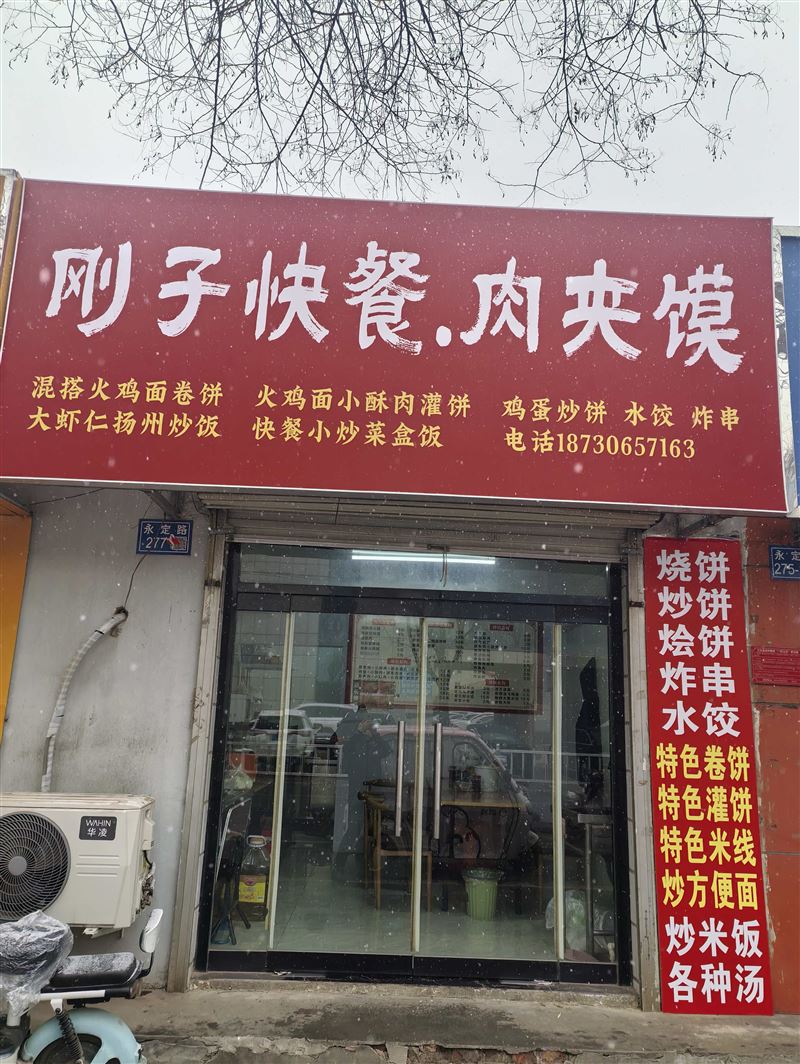 刚子快餐.肉夹馍
混搭火鸡面卷饼 火鸡面小酥肉灌饼 鸡蛋炒饼 水饺 炸串
大虾仁扬州炒饭 快餐小炒菜盒饭 电话18730657163
永定路
277
永定
275-
烧饼
炒饼
烩饼
炸串
水饺
特色卷饼
特色灌饼
特色米线
炒方便面
炒米饭
各种汤
WAHIN
华凌